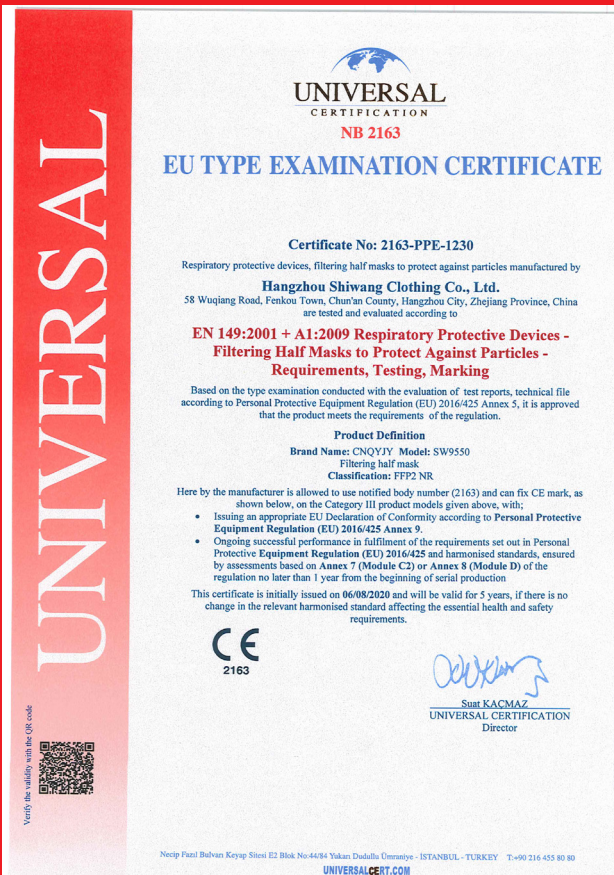 UNIVERSAL
UNIVERSAL
CERTIFICATION
NB 2163
EU TYPE EXAMINATION CERTIFICATE
Certificate No: 2163-PPE-1230
Respiratory protective devices, filtering half masks to protect against particles manufactured by
Hangzhou Shiwang Clothing Co., Ltd.
58 Wuqiang Road, Fenkou Town, Chun'an County, Hangzhou City, Zhejiang Province, China
are tested and evaluated according to
EN 149:2001 + A1:2009 Respiratory Protective Devices -
Filtering Half Masks to Protect Against Particles -
Requirements, Testing, Marking
Based on the type examination conducted with the evaluation of test reports, technical file
according to Personal Protective Equipment Regulation (EU) 2016/425 Annex 5, it is approved
that the product meets the requirements of the regulation.
Product Definition
Brand Name: CNQYJY Model: SW9550
Filtering half mask
Classification: FFP2 NR
Here by the manufacturer is allowed to use notified body number (2163) and can fix CE mark, as
shown below, on the Category III product models given above, with;
• Issuing an appropriate EU Declaration of Conformity according to Personal Protective
Equipment Regulation (EU) 2016/425 Annex 9.
• Ongoing successful performance in fulfilment of the requirements set out in Personal
Protective Equipment Regulation (EU) 2016/425 and harmonised standards, ensured
by assessments based on Annex 7 (Module C2) or Annex 8 (Module D) of the
regulation no later than 1 year from the beginning of serial production
This certificate is initially issued on 06/08/2020 and will be valid for 5 years, if there is no
change in the relevant harmonised standard affecting the essential health and safety
requirements.
CE
2163
Suat KACMAZ
UNIVERSAL CERTIFICATION
Director
Verify the validity with the QR code
Necip Fazıl Bulvarı Keyap Sitesi E2 Blok No:44/84 Yukarı Dudullu Ümraniye - İSTANBUL - TURKEY T:+90 216 455 80 80
UNIVERSALCERT.COM